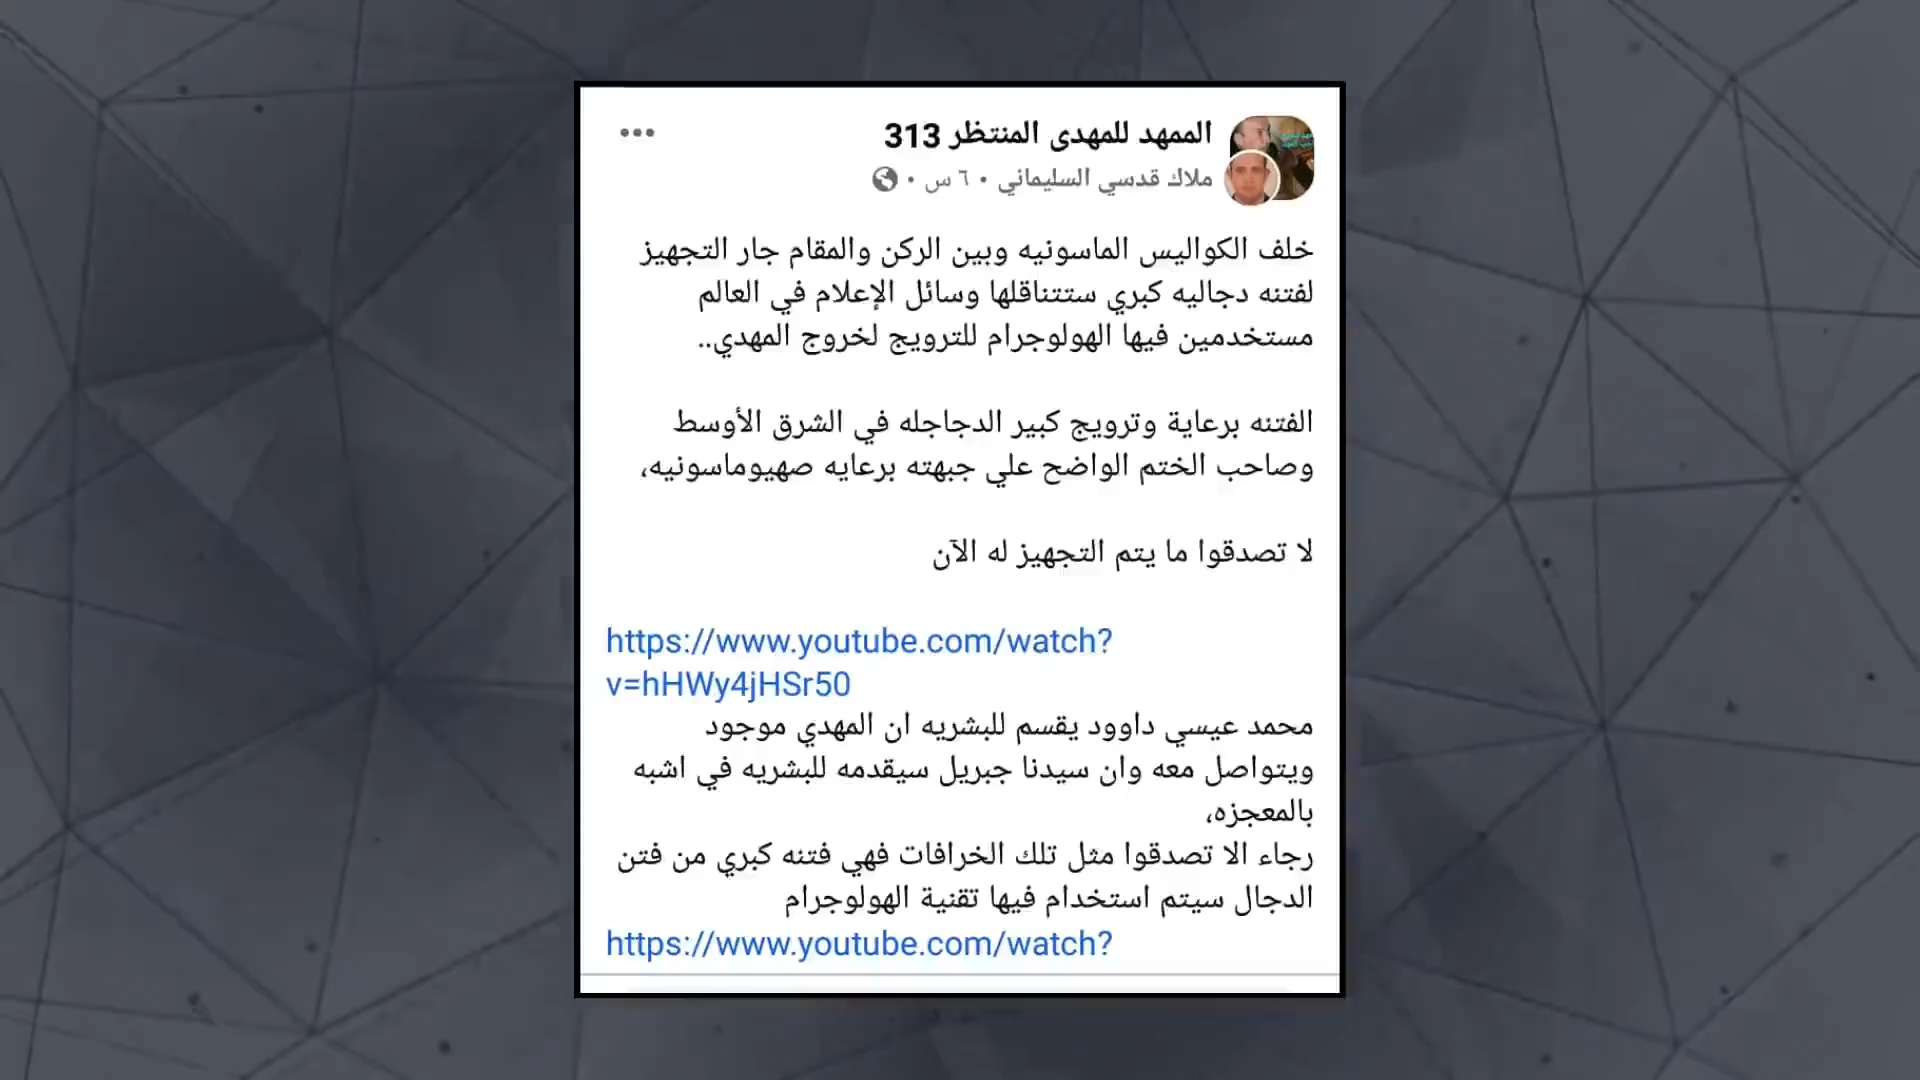 الممهد للمهدى المنتظر 313
ملاك قدسي السليماني • ٦ س •
خلف الكواليس الماسونيه وبين الركن والمقام جار التجهيز
لفتنه دجاليه كبري ستتناقلها وسائل الإعلام في العالم
مستخدمين فيها الهولوجرام للترويج لخروج المهدي..
الفتنه برعاية وترويج كبير الدجاجله في الشرق الأوسط
وصاحب الختم الواضح علي جبهته برعايه صهيوماسونيه،
لا تصدقوا ما يتم التجهيز له الآن
https://www.youtube.com/watch?
v=hHWy4jHSr50
محمد عيسي داوود يقسم للبشريه ان المهدي موجود
ويتواصل معه وان سيدنا جبريل سيقدمه للبشريه في اشبه
بالمعجزه،
رجاء الا تصدقوا مثل تلك الخرافات فهي فتنه كبري من فتن
الدجال سيتم استخدام فيها تقنية الهولوجرام
https://www.youtube.com/watch?